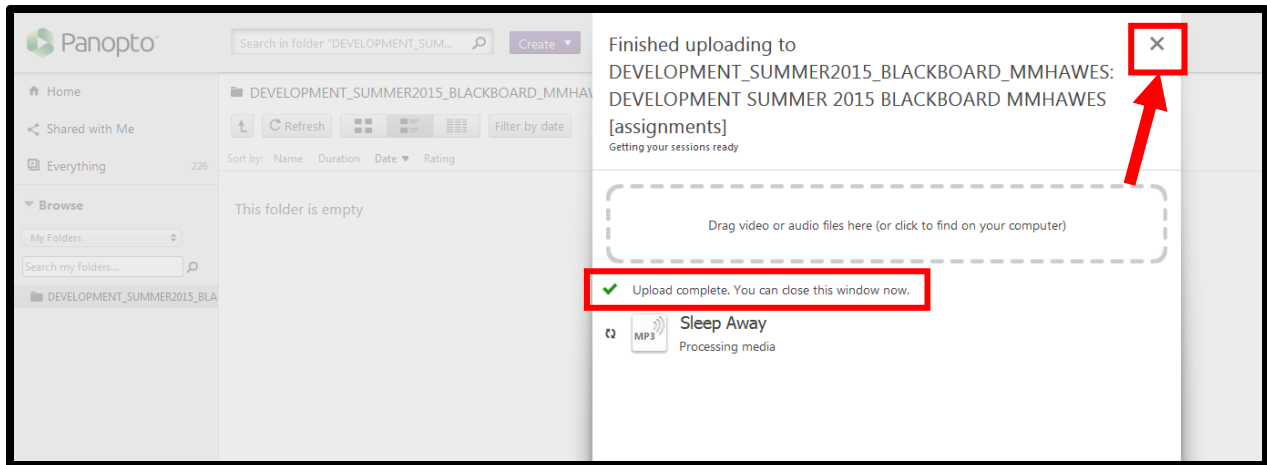 Panopto
Search in folder "DEVELOPMENT_SUM...
Create
Home
Shared with Me
Everything 226
Browse
My Folders
Search my folders...
DEVELOPMENT_SUMMER2015_BLA
DEVELOPMENT_SUMMER2015_BLACKBOARD_MMHAW
Refresh
Filter by date
Sort by: Name Duration Date Rating
This folder is empty
Finished uploading to
DEVELOPMENT_SUMMER2015_BLACKBOARD_MMHAWES:
DEVELOPMENT SUMMER 2015 BLACKBOARD MMHAWES
[assignments]
Getting your sessions ready
Drag video or audio files here (or click to find on your computer)
Upload complete. You can close this window now.
MP3
Sleep Away
Processing media